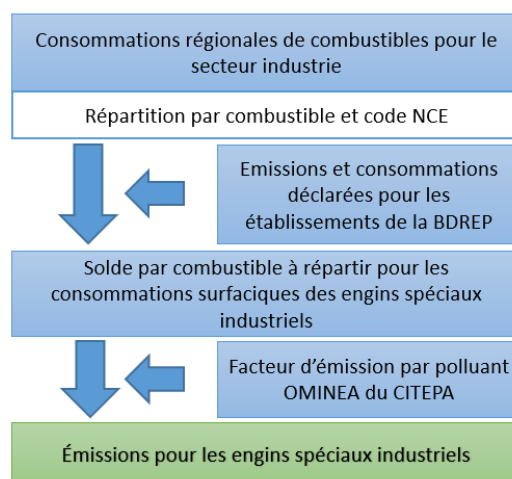 Consommations régionales de combustibles pour le
secteur industrie
Répartition par combustible et code NCE
Emissions et consommations
déclarées pour les
établissements de la BDREP
Solde par combustible à répartir pour les
consommations surfaciques des engins spéciaux
industriels
Facteur d'émission par polluant
OMINEA du CITEPA
Émissions pour les engins spéciaux industriels